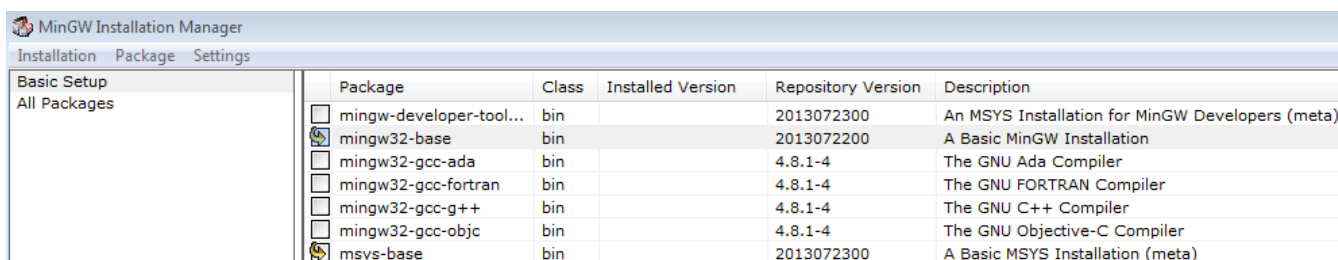 MinGW Installation Manager
Installation Package Settings
Basic Setup
All Packages
Package Class Installed Version Repository Version Description
mingw-developer-tool... bin 2013072300 An MSYS Installation for MinGW Developers (meta)
mingw32-base bin 2013072200 A Basic MinGW Installation
mingw32-gcc-ada bin 4.8.1-4 The GNU Ada Compiler
mingw32-gcc-fortran bin 4.8.1-4 The GNU FORTRAN Compiler
mingw32-gcc-g++ bin 4.8.1-4 The GNU C++ Compiler
mingw32-gcc-objc bin 4.8.1-4 The GNU Objective-C Compiler
msys-base bin 2013072300 A Basic MSYS Installation (meta)